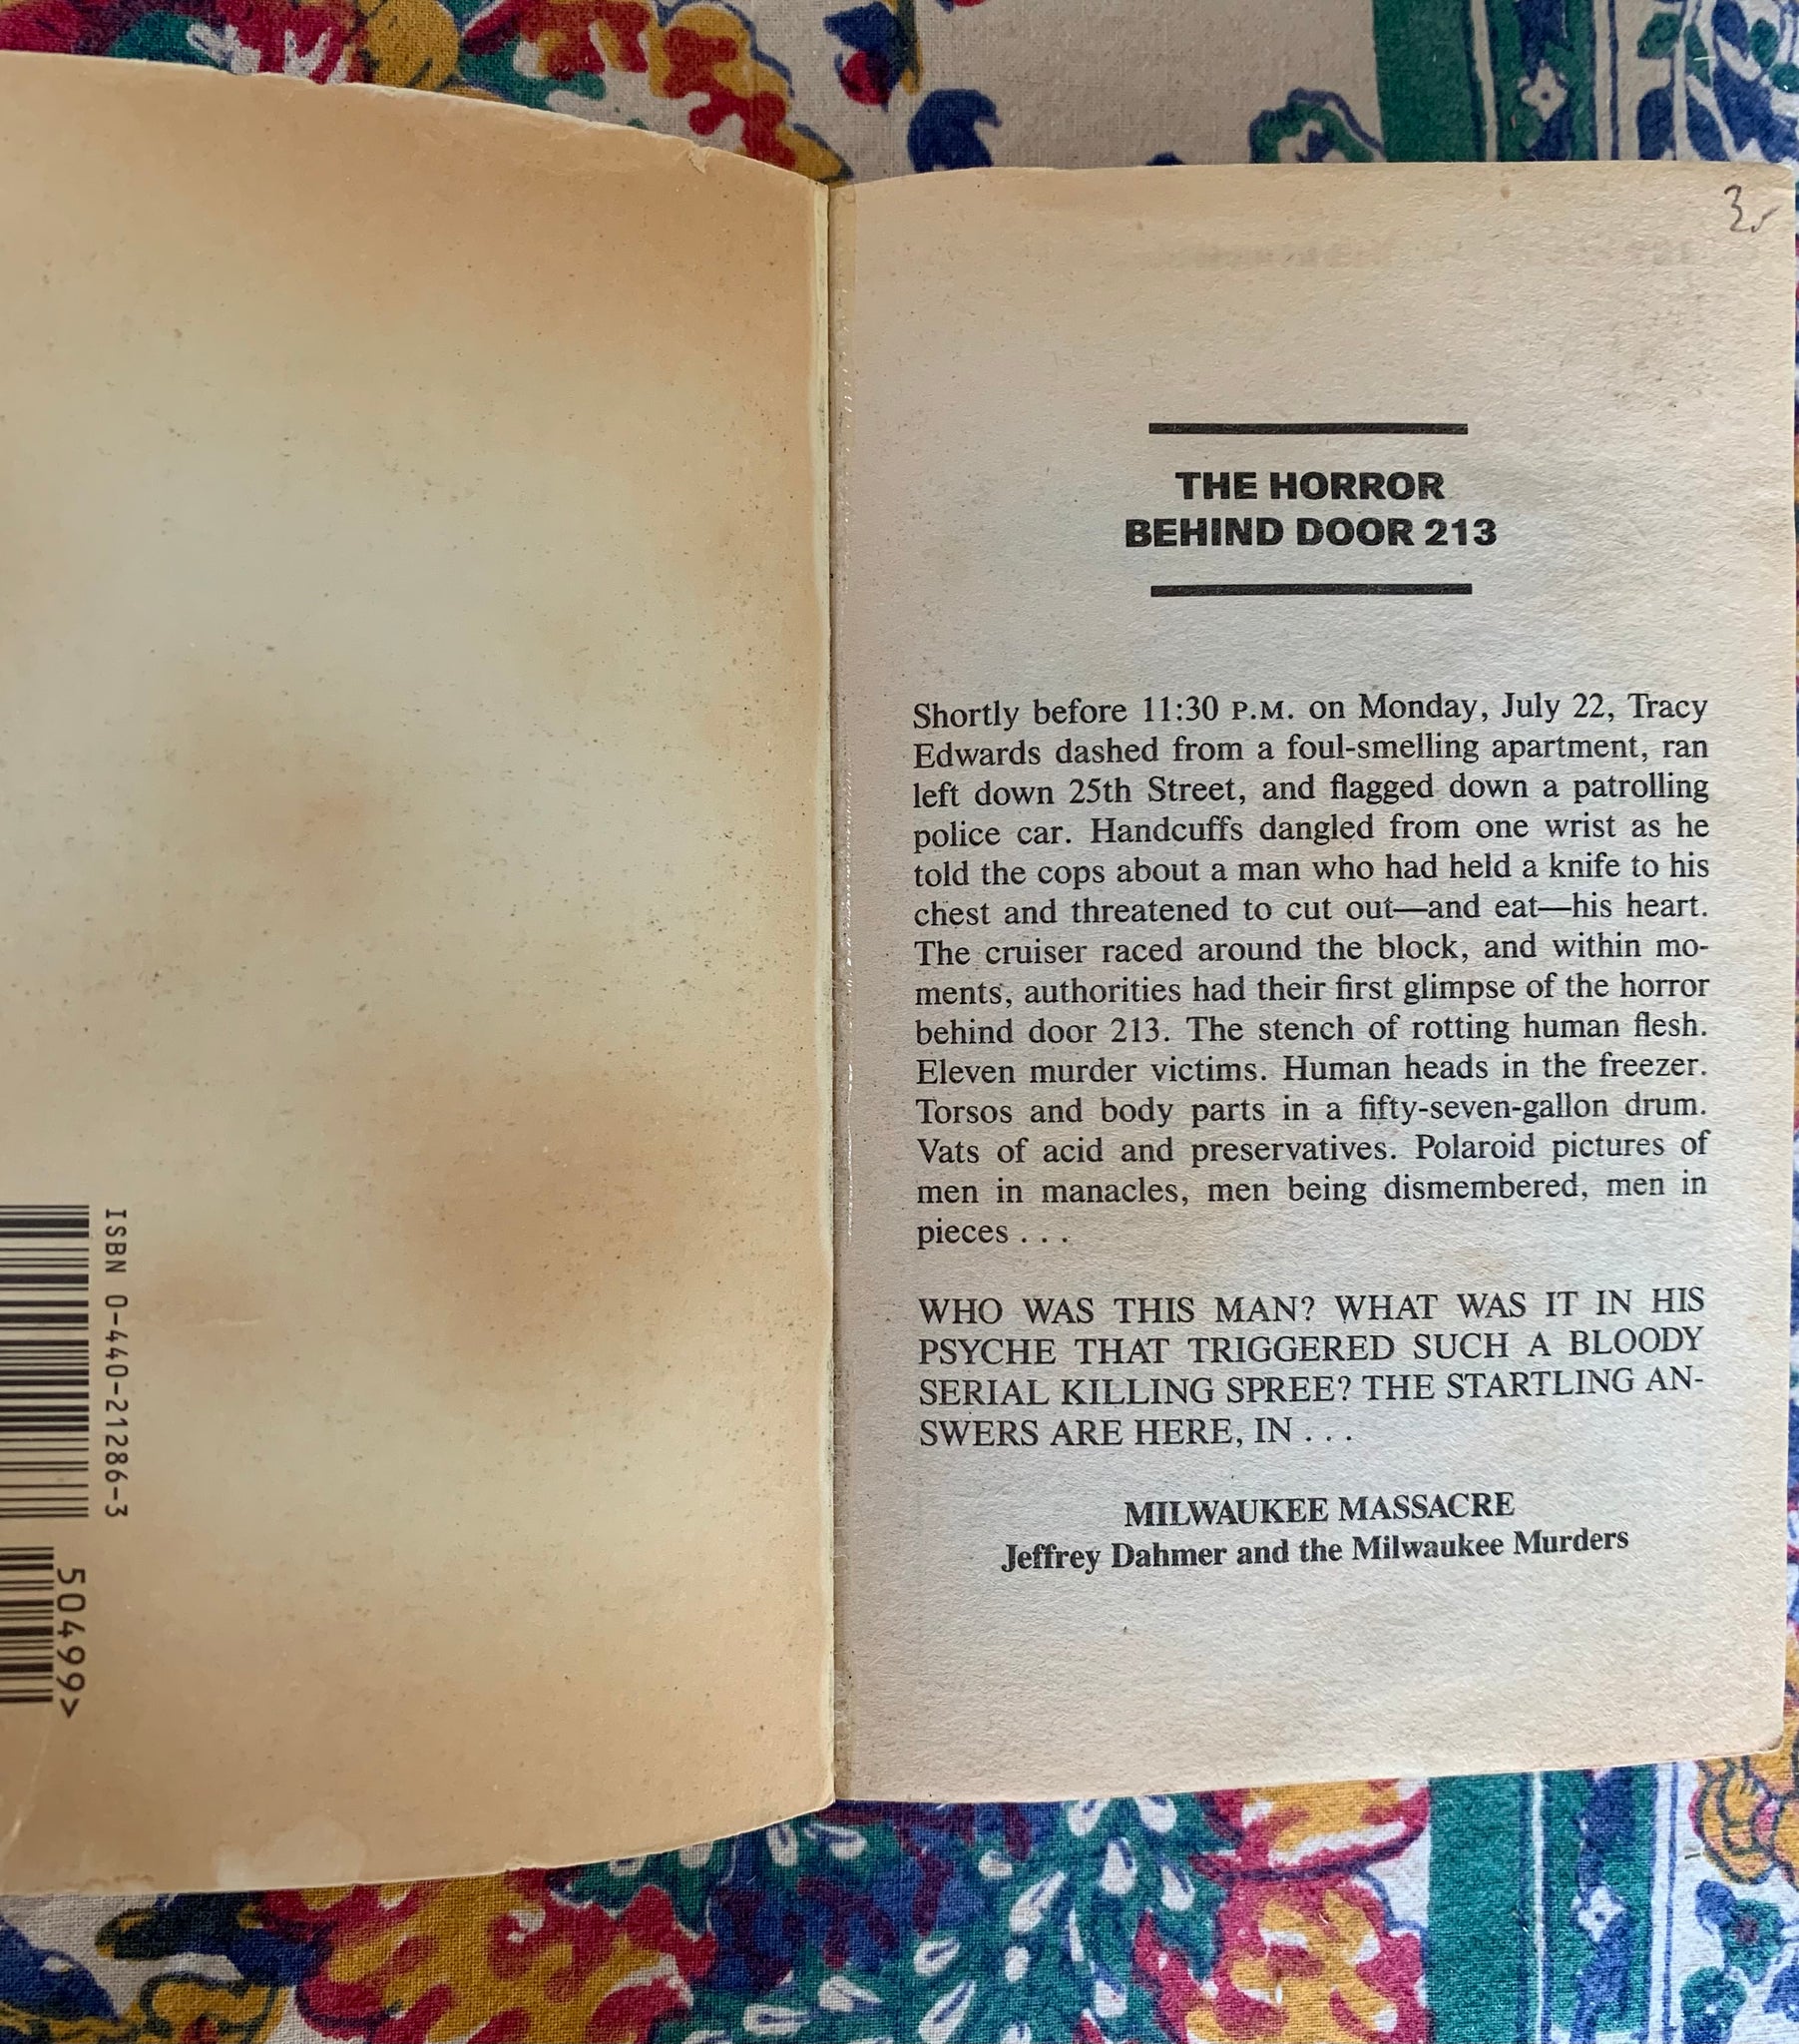 ISBN 0-440-21286-3
50499>
THE HORROR
BEHIND DOOR 213
Shortly before 11:30 P.M. on Monday, July 22, Tracy
Edwards dashed from a foul-smelling apartment, ran
left down 25th Street, and flagged down a patrolling
police car. Handcuffs dangled from one wrist as he
told the cops about a man who had held a knife to his
chest and threatened to cut out—and eat—his heart.
The cruiser raced around the block, and within mo-
ments, authorities had their first glimpse of the horror
behind door 213. The stench of rotting human flesh.
Eleven murder victims. Human heads in the freezer.
Torsos and body parts in a fifty-seven-gallon drum.
Vats of acid and preservatives. Polaroid pictures of
men in manacles, men being dismembered, men in
pieces . . .
WHO WAS THIS MAN? WHAT WAS IT IN HIS
PSYCHE THAT TRIGGERED SUCH A BLOODY
SERIAL KILLING SPREE? THE STARTLING AN-
SWERS ARE HERE, IN . . .
MILWAUKEE MASSACRE
Jeffrey Dahmer and the Milwaukee Murders